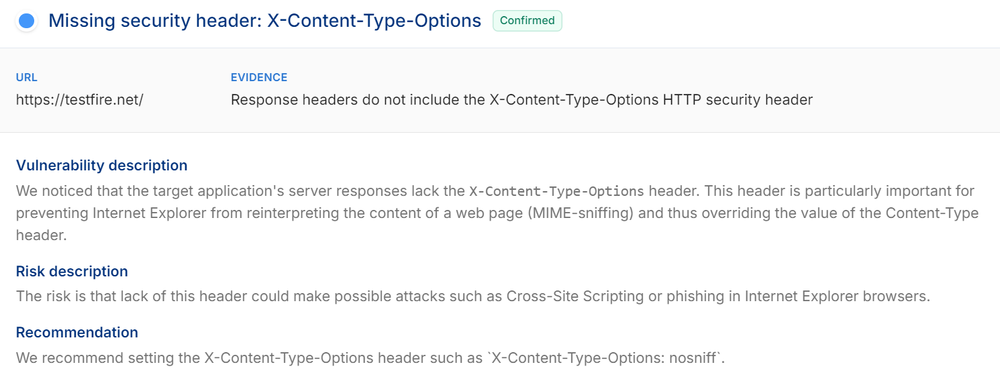 Missing security header: X-Content-Type-Options Confirmed
URL EVIDENCE
https://testfire.net/ Response headers do not include the X-Content-Type-Options HTTP security header
Vulnerability description
We noticed that the target application's server responses lack the X-Content-Type-Options header. This header is particularly important for
preventing Internet Explorer from reinterpreting the content of a web page (MIME-sniffing) and thus overriding the value of the Content-Type
header.
Risk description
The risk is that lack of this header could make possible attacks such as Cross-Site Scripting or phishing in Internet Explorer browsers.
Recommendation
We recommend setting the X-Content-Type-Options header such as `X-Content-Type-Options: nosniff`.